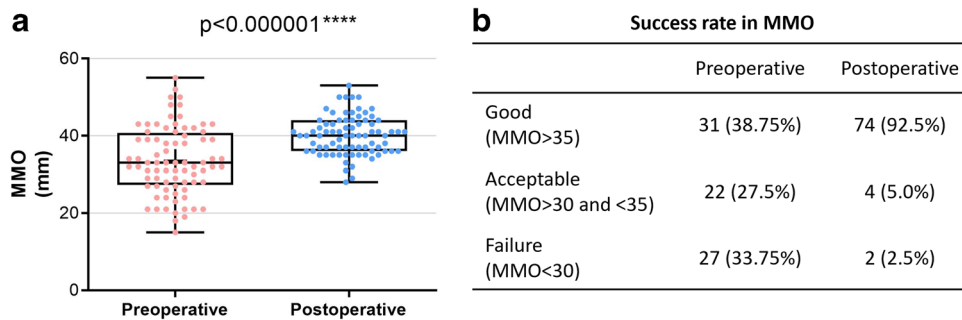 a
p<0.000001****
MMO
(mm)
60
40
20
0
Preoperative Postoperative
b
Success rate in MMO
Preoperative Postoperative
Good
(MMO>35)
31 (38.75%) 74 (92.5%)
Acceptable
(MMO>30 and <35)
22 (27.5%) 4 (5.0%)
Failure
(MMO<30)
27 (33.75%) 2 (2.5%)